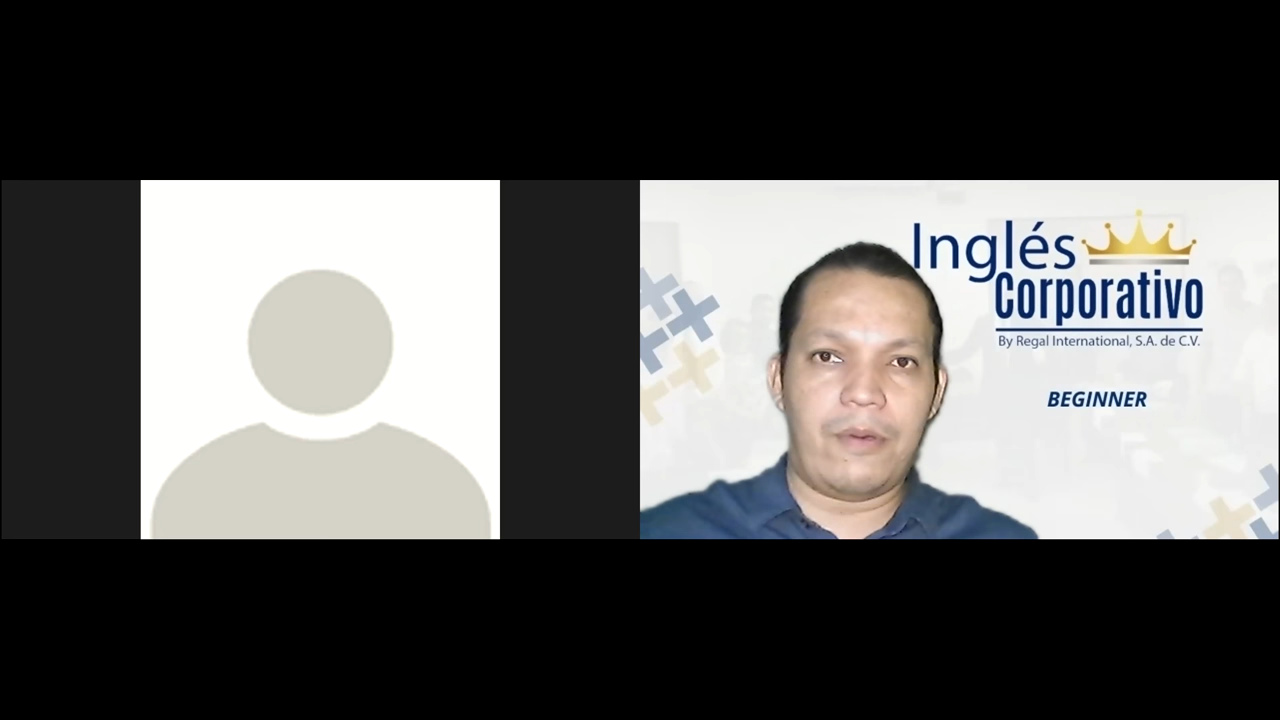 Inglés
Corporativo
By Regal International, S.A. de C.V.
BEGINNER